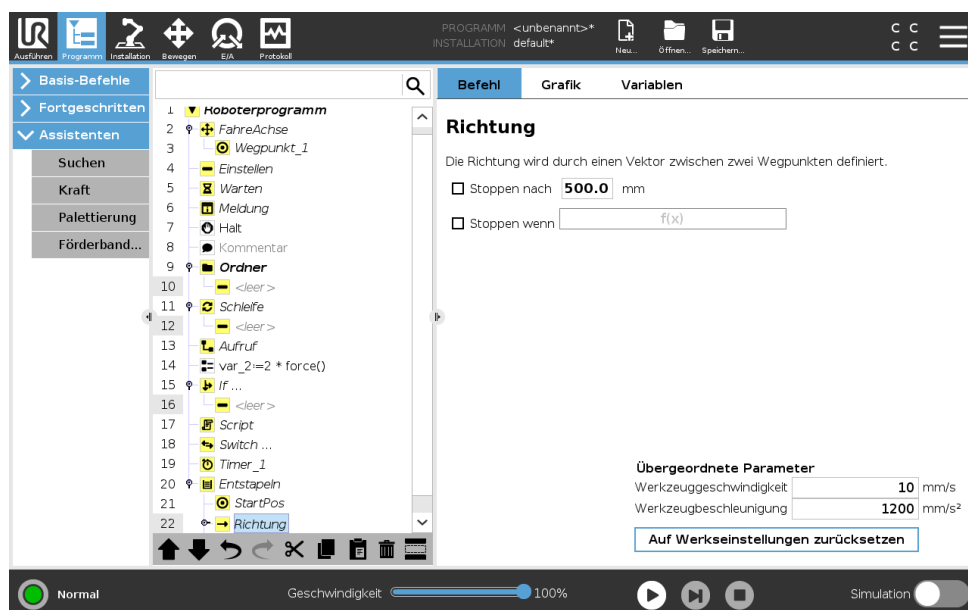 UR
PROGRAMM <unbenannt>*
INSTALLATION default*
C C
C C
Ausführen Programm Installation Bewegen E/A Protokoll Neu... Öffnen... Speichern...
Basis-Befehle
Fortgeschritten
Assistenten
Suchen
Kraft
Palettierung
Förderband...
1 Roboterprogramm
2 FahreAchse
3 Wegpunkt_1
4 Einstellen
5 Warten
6 Meldung
7 Halt
8 Kommentar
9 Ordner
10 <leer>
11 Schleife
12 <leer>
13 Aufruf
14 var_2:=2 * force()
15 If ...
16 <leer>
17 Script
18 Switch ...
19 Timer_1
20 Entstapeln
21 StartPos
22 Richtung
Befehl Grafik Variablen
Richtung
Die Richtung wird durch einen Vektor zwischen zwei Wegpunkten definiert.
Stoppen nach 500.0 mm
Stoppen wenn f(x)
Übergeordnete Parameter
Werkzeuggeschwindigkeit 10 mm/s
Werkzeugbeschleunigung 1200 mm/s²
Auf Werkseinstellungen zurücksetzen
Normal Geschwindigkeit 100% Simulation